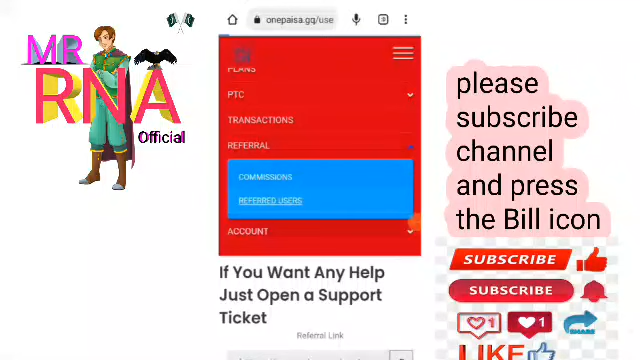 MR
RNA
Official
onepaisa.gq/use
PLANS
PTC
TRANSACTIONS
REFERRAL
COMMISSIONS
REFERRED USERS
ACCOUNT
If You Want Any Help
Just Open a Support
Ticket
Referral Link
please
subscribe
channel
and press
the Bill icon
SUBSCRIBE
SUBSCRIBE
1
1
LIKE